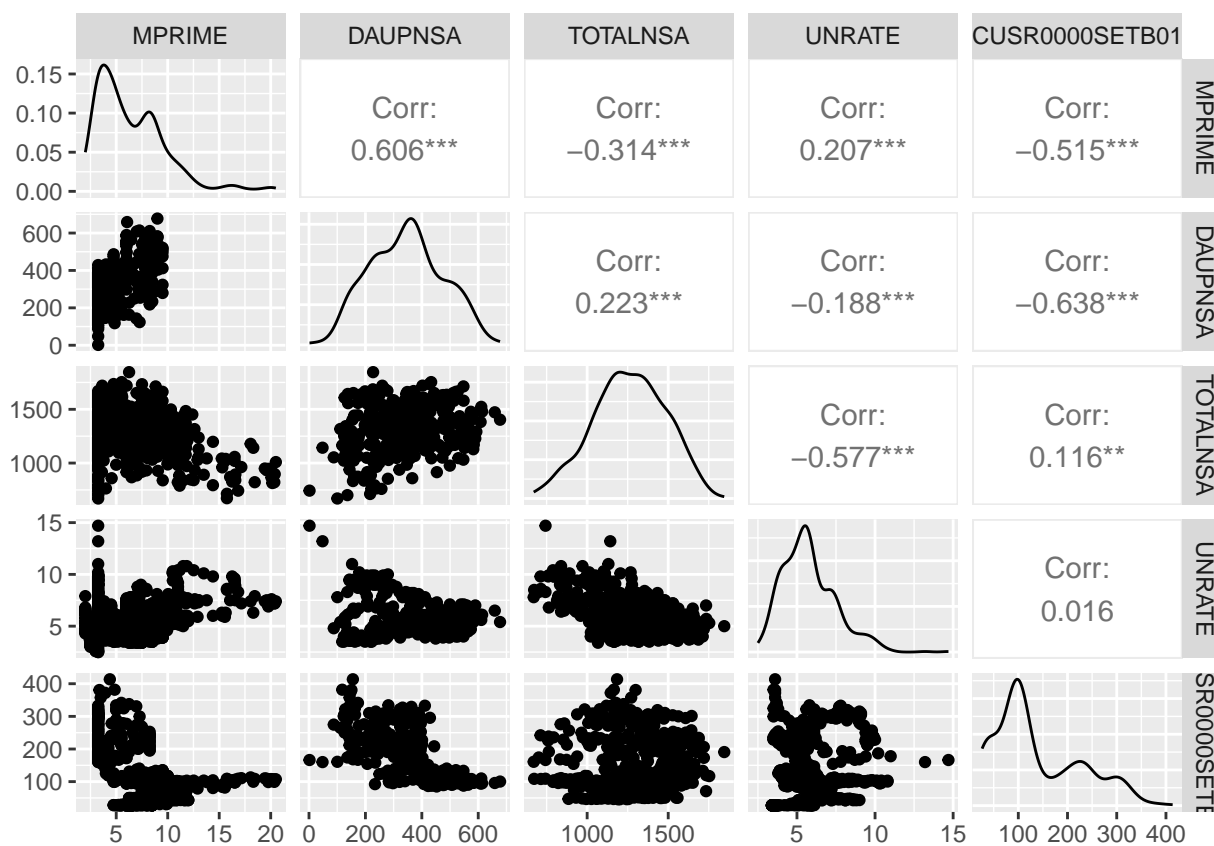 MPRIME DAUPNSA TOTALNSA UNRATE CUSR0000SETB01
0.15
0.10
0.05
0.00
Corr:
0.606***
Corr:
−0.314***
Corr:
0.207***
Corr:
−0.515***
MPRIME
600
400
200
0
Corr:
0.223***
Corr:
−0.188***
Corr:
−0.638***
DAUPNSA
1500
1000
Corr:
−0.577***
Corr:
0.116**
TOTALNSA
15
10
5
Corr:
0.016
UNRATE
400
300
200
100
SR0000SETE
5 10 15 20
0 200 400 600
1000 1500
5 10 15
100 200 300 400